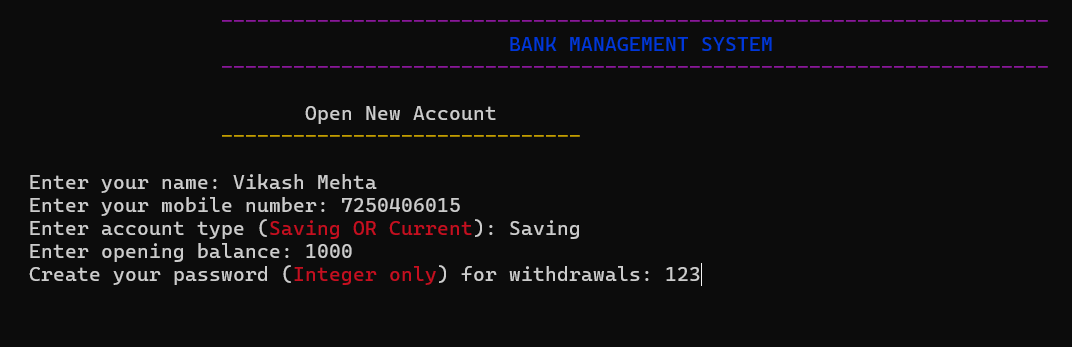 BANK MANAGEMENT SYSTEM
Open New Account
Enter your name: Vikash Mehta
Enter your mobile number: 7250406015
Enter account type (Saving OR Current): Saving
Enter opening balance: 1000
Create your password (Integer only) for withdrawals: 123